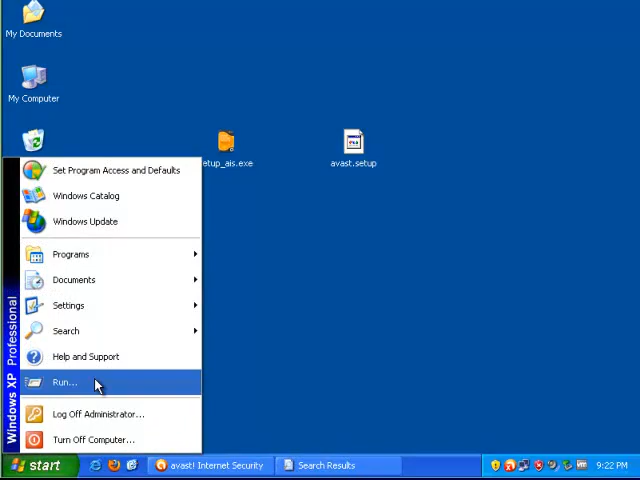 My Documents
My Computer
etup_ais.exe
avast.setup
Set Program Access and Defaults
Windows Catalog
Windows Update
Programs
Documents
Settings
Search
Help and Support
Run...
Log Off Administrator...
Turn Off Computer...
Windows XP Professional
start
avast! Internet Security
Search Results
9:22 PM